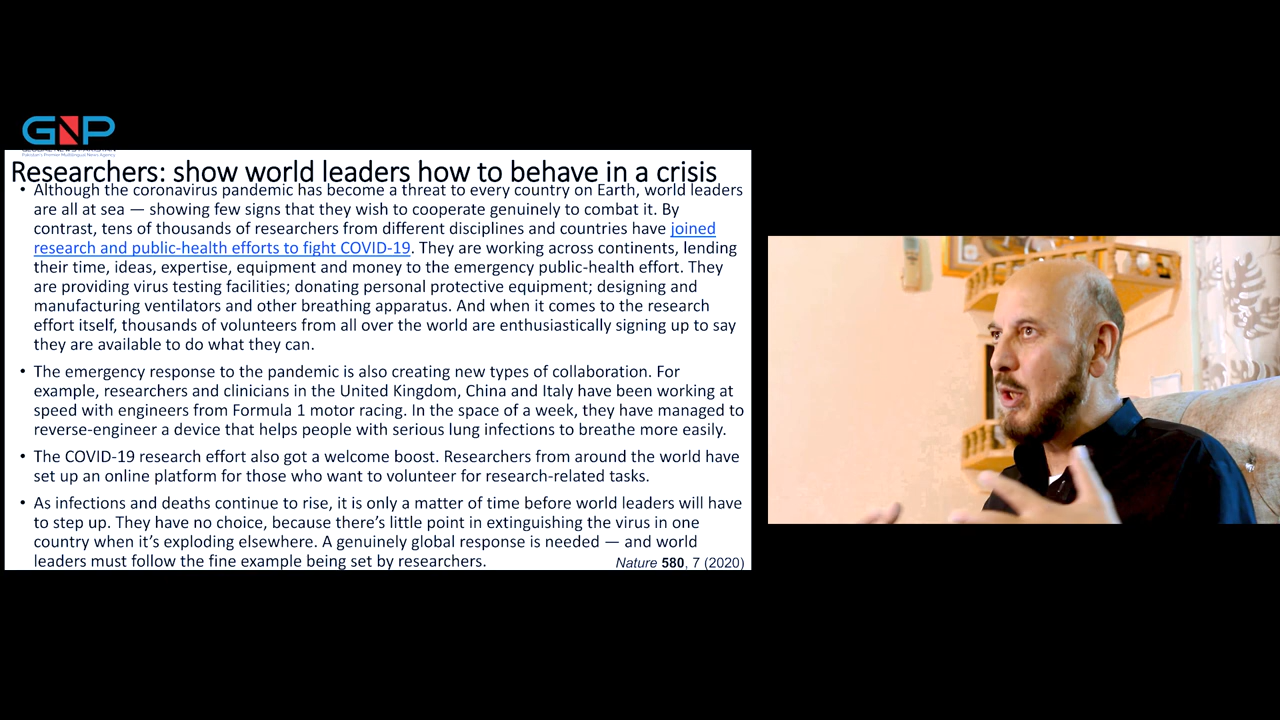 GNP
Pakistan's Premier Multilingual News Agency
Researchers: show world leaders how to behave in a crisis
• Although the coronavirus pandemic has become a threat to every country on Earth, world leaders
are all at sea — showing few signs that they wish to cooperate genuinely to combat it. By
contrast, tens of thousands of researchers from different disciplines and countries have joined
research and public-health efforts to fight COVID-19. They are working across continents, lending
their time, ideas, expertise, equipment and money to the emergency public-health effort. They
are providing virus testing facilities; donating personal protective equipment; designing and
manufacturing ventilators and other breathing apparatus. And when it comes to the research
effort itself, thousands of volunteers from all over the world are enthusiastically signing up to say
they are available to do what they can.
• The emergency response to the pandemic is also creating new types of collaboration. For
example, researchers and clinicians in the United Kingdom, China and Italy have been working at
speed with engineers from Formula 1 motor racing. In the space of a week, they have managed to
reverse-engineer a device that helps people with serious lung infections to breathe more easily.
• The COVID-19 research effort also got a welcome boost. Researchers from around the world have
set up an online platform for those who want to volunteer for research-related tasks.
• As infections and deaths continue to rise, it is only a matter of time before world leaders will have
to step up. They have no choice, because there’s little point in extinguishing the virus in one
country when it’s exploding elsewhere. A genuinely global response is needed — and world
leaders must follow the fine example being set by researchers.
Nature 580, 7 (2020)